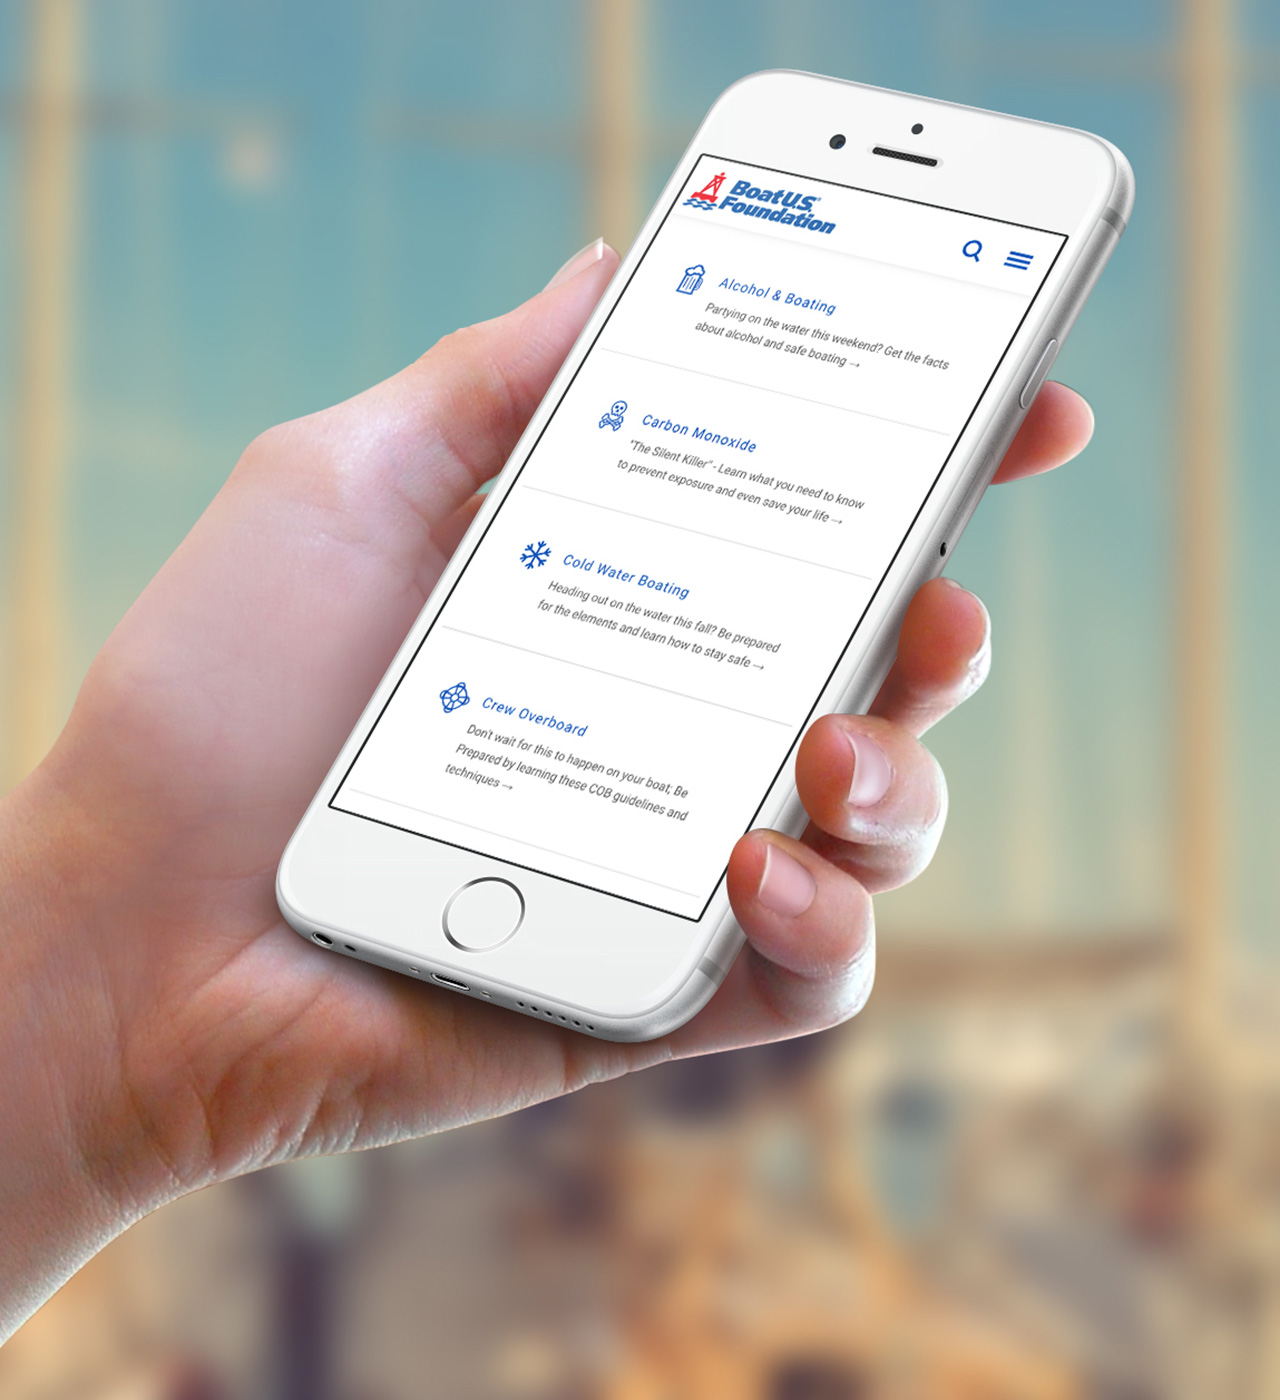 BoatU.S.
Foundation
Alcohol & Boating
Partying on the water this weekend? Get the facts
about alcohol and safe boating →
Carbon Monoxide
"The Silent Killer" - Learn what you need to know
to prevent exposure and even save your life →
Cold Water Boating
Heading out on the water this fall? Be prepared
for the elements and learn how to stay safe →
Crew Overboard
Don't wait for this to happen on your boat; Be
Prepared by learning these COB guidelines and
techniques →